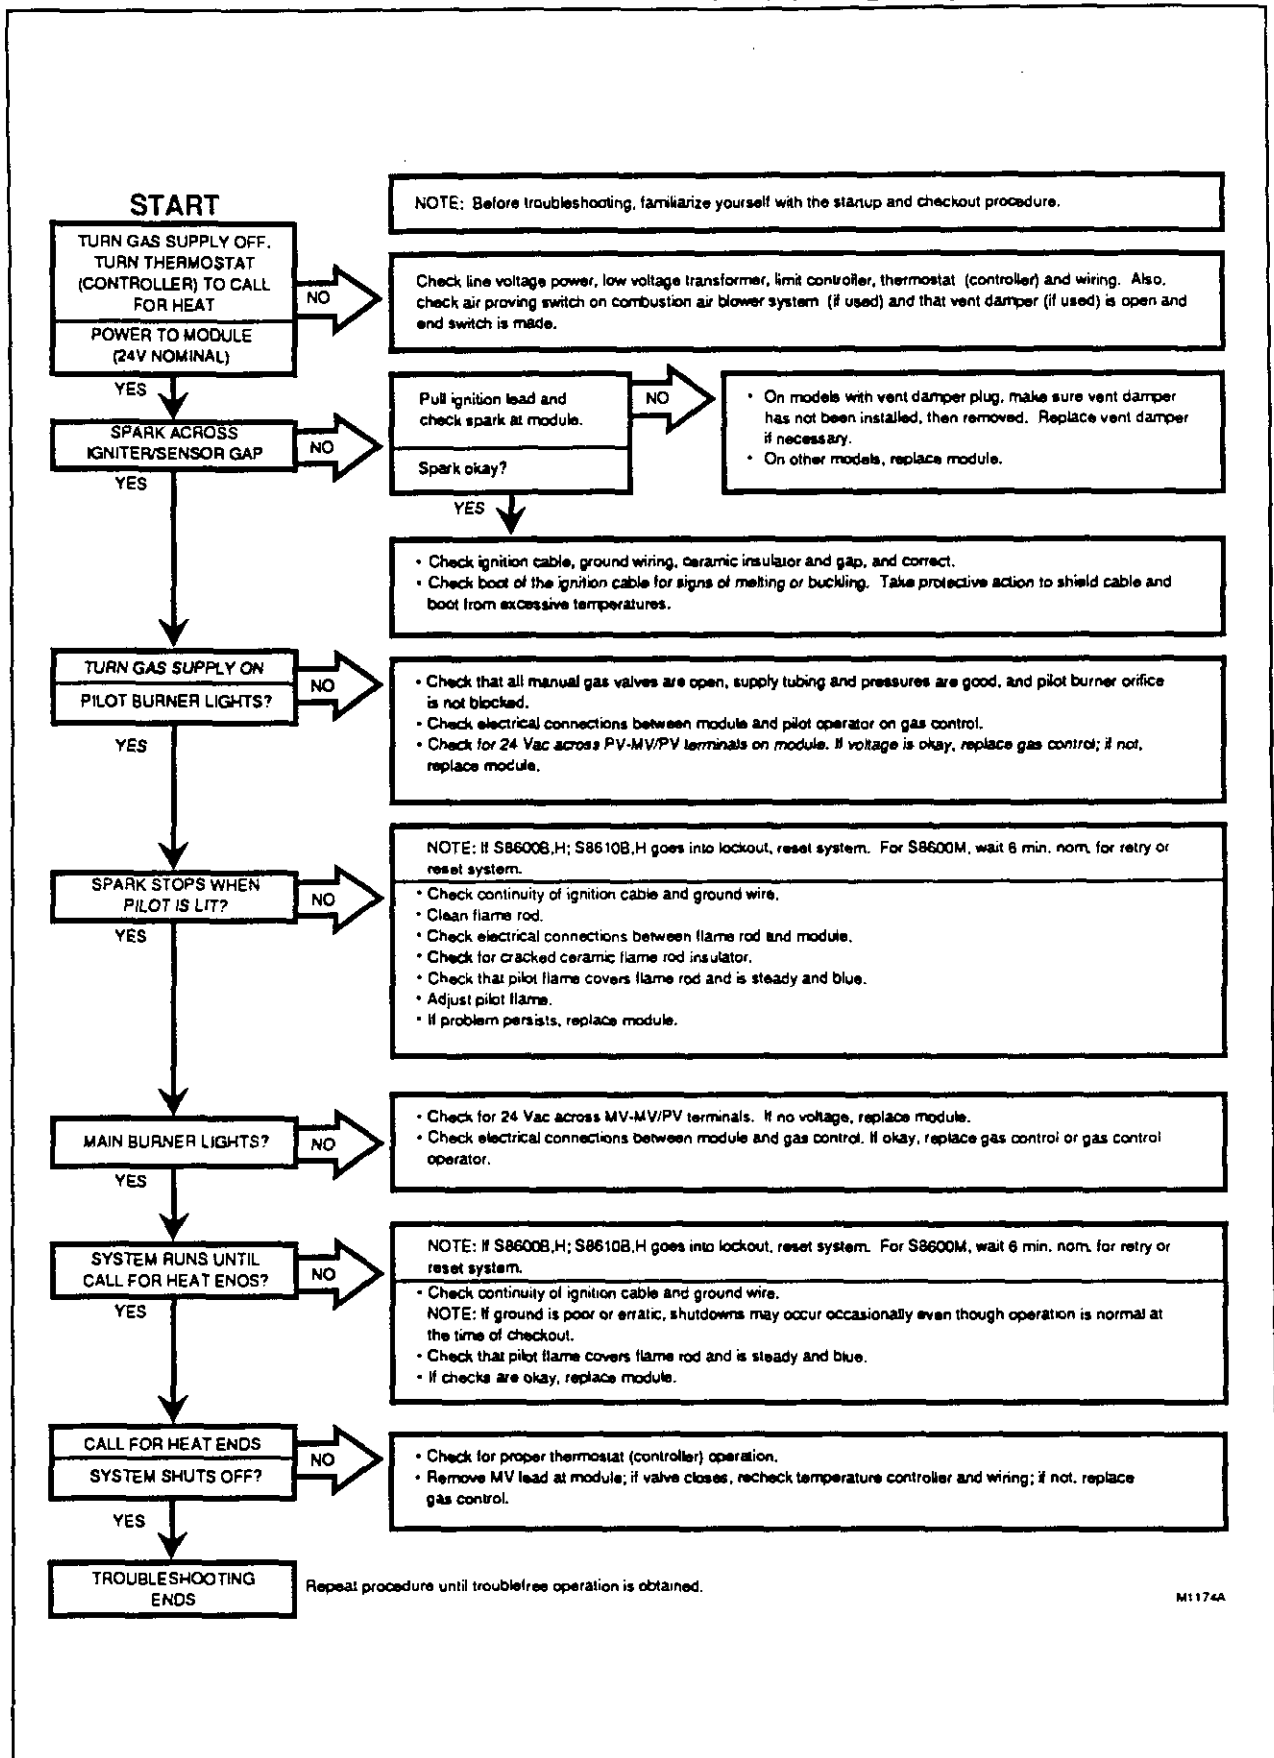 START
NOTE: Before troubleshooting, familiarize yourself with the startup and checkout procedure.
TURN GAS SUPPLY OFF.
TURN THERMOSTAT
(CONTROLLER) TO CALL
FOR HEAT
POWER TO MODULE
(24V NOMINAL)
NO
Check line voltage power, low voltage transformer, limit controller, thermostat (controller) and wiring. Also,
check air proving switch on combustion air blower system (if used) and that vent damper (if used) is open and
end switch is made.
YES
SPARK ACROSS
IGNITER/SENSOR GAP
NO
Pull ignition lead and
check spark at module.
Spark okay?
NO
• On models with vent damper plug, make sure vent damper
has not been installed, then removed. Replace vent damper
if necessary.
• On other models, replace module.
YES
YES
• Check ignition cable, ground wiring, ceramic insulator and gap, and correct.
• Check boot of the ignition cable for signs of melting or buckling. Take protective action to shield cable and
boot from excessive temperatures.
TURN GAS SUPPLY ON
PILOT BURNER LIGHTS?
NO
• Check that all manual gas valves are open, supply tubing and pressures are good, and pilot burner orifice
is not blocked.
• Check electrical connections between module and pilot operator on gas control.
• Check for 24 Vac across PV-MV/PV terminals on module. If voltage is okay, replace gas control; if not,
replace module.
YES
SPARK STOPS WHEN
PILOT IS LIT?
NO
NOTE: If S8600B,H; S8610B,H goes into lockout, reset system. For S8600M, wait 6 min. nom. for retry or
reset system.
• Check continuity of ignition cable and ground wire.
• Clean flame rod.
• Check electrical connections between flame rod and module.
• Check for cracked ceramic flame rod insulator.
• Check that pilot flame covers flame rod and is steady and blue.
• Adjust pilot flame.
• If problem persists, replace module.
YES
MAIN BURNER LIGHTS?
NO
• Check for 24 Vac across MV-MV/PV terminals. If no voltage, replace module.
• Check electrical connections between module and gas control. If okay, replace gas control or gas control
operator.
YES
SYSTEM RUNS UNTIL
CALL FOR HEAT ENDS?
NO
NOTE: If S8600B,H; S8610B,H goes into lockout, reset system. For S8600M, wait 6 min. nom. for retry or
reset system.
• Check continuity of ignition cable and ground wire.
NOTE: If ground is poor or erratic, shutdowns may occur occasionally even though operation is normal at
the time of checkout.
• Check that pilot flame covers flame rod and is steady and blue.
• If checks are okay, replace module.
YES
CALL FOR HEAT ENDS
SYSTEM SHUTS OFF?
NO
• Check for proper thermostat (controller) operation.
• Remove MV lead at module; if valve closes, recheck temperature controller and wiring; if not, replace
gas control.
YES
TROUBLESHOOTING
ENDS
Repeat procedure until troublefree operation is obtained.
M1174A